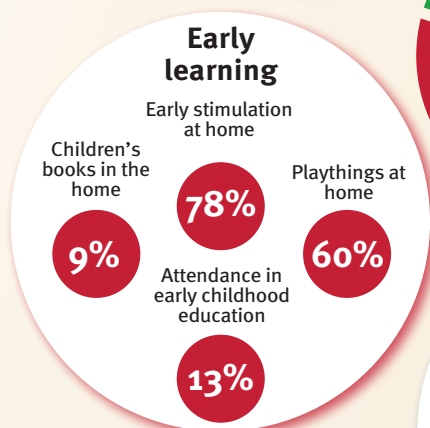 Early
learning
Early stimulation
at home
78%
Children’s
books in the
home
9%
Playthings at
home
60%
Attendance in
early childhood
education
13%